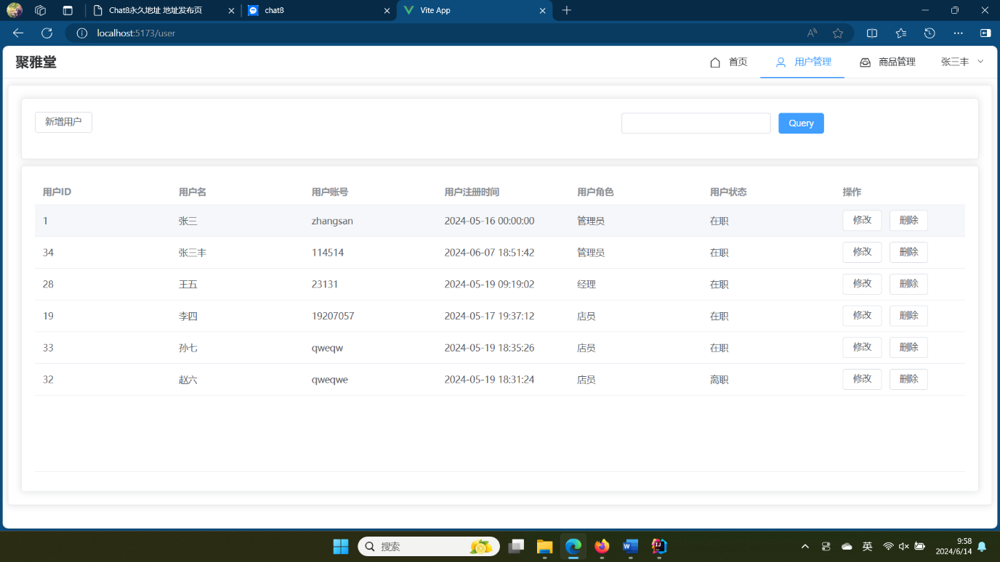 Chat8永久地址 地址发布页
chat8
Vite App
localhost:5173/user
聚雅堂
首页
用户管理
商品管理
张三丰
新增用户
Query
用户ID 用户名 用户账号 用户注册时间 用户角色 用户状态 操作
1 张三 zhangsan 2024-05-16 00:00:00 管理员 在职 修改 删除
34 张三丰 114514 2024-06-07 18:51:42 管理员 在职 修改 删除
28 王五 23131 2024-05-19 09:19:02 经理 在职 修改 删除
19 李四 19207057 2024-05-17 19:37:12 店员 在职 修改 删除
33 孙七 qweqw 2024-05-19 18:35:26 店员 在职 修改 删除
32 赵六 qweqwe 2024-05-19 18:31:24 店员 离职 修改 删除
搜索
英
9:58
2024/6/14